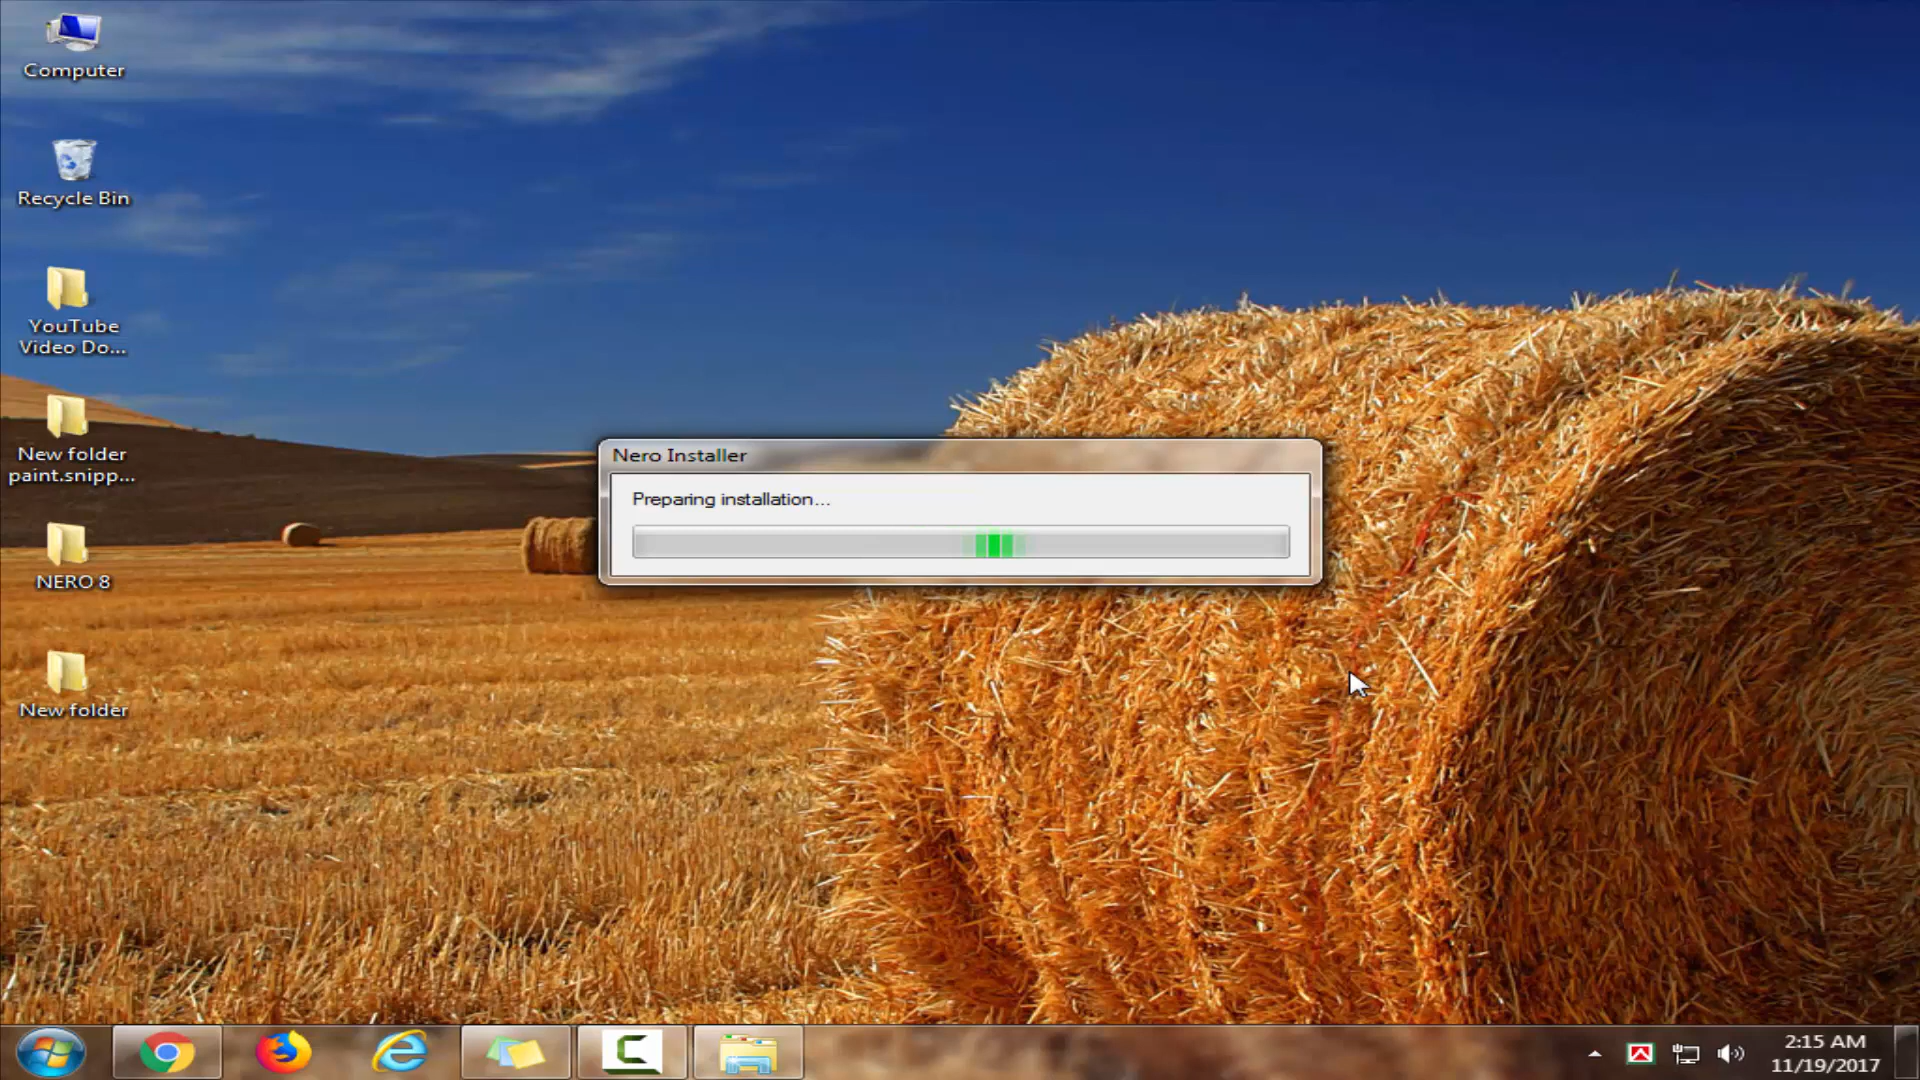 Computer
Recycle Bin
YouTube
Video Do...
New folder
paint.snipp...
NERO 8
New folder
Nero Installer
Preparing installation...
2:15 AM
11/19/2017